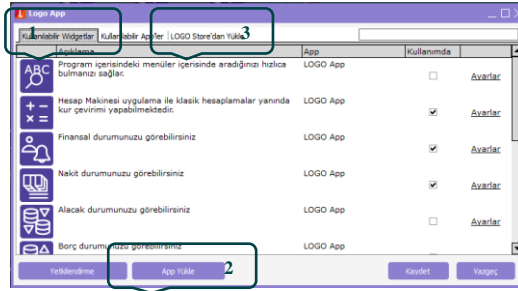 Logo App
1
3
Kullanılabilir Widgetlar Kullanılabilir App'ler LOGO Store'dan Yükle
Açıklama App Kullanımda
ABC Program içerisindeki menüler içerisinde aradığınızı hızlıca bulmanızı sağlar. LOGO App Ayarlar
Hesap Makinesi uygulama ile klasik hesaplamalar yanında kur çevirimi yapabilmektedir. LOGO App Ayarlar
Finansal durumunuzu görebilirsiniz LOGO App Ayarlar
Nakit durumunuzu görebilirsiniz LOGO App Ayarlar
Alacak durumunuzu görebilirsiniz LOGO App Ayarlar
Borç durumunuzu görebilirsiniz LOGO App
Yetkilendirme App Yükle 2 Kaydet Vazgeç